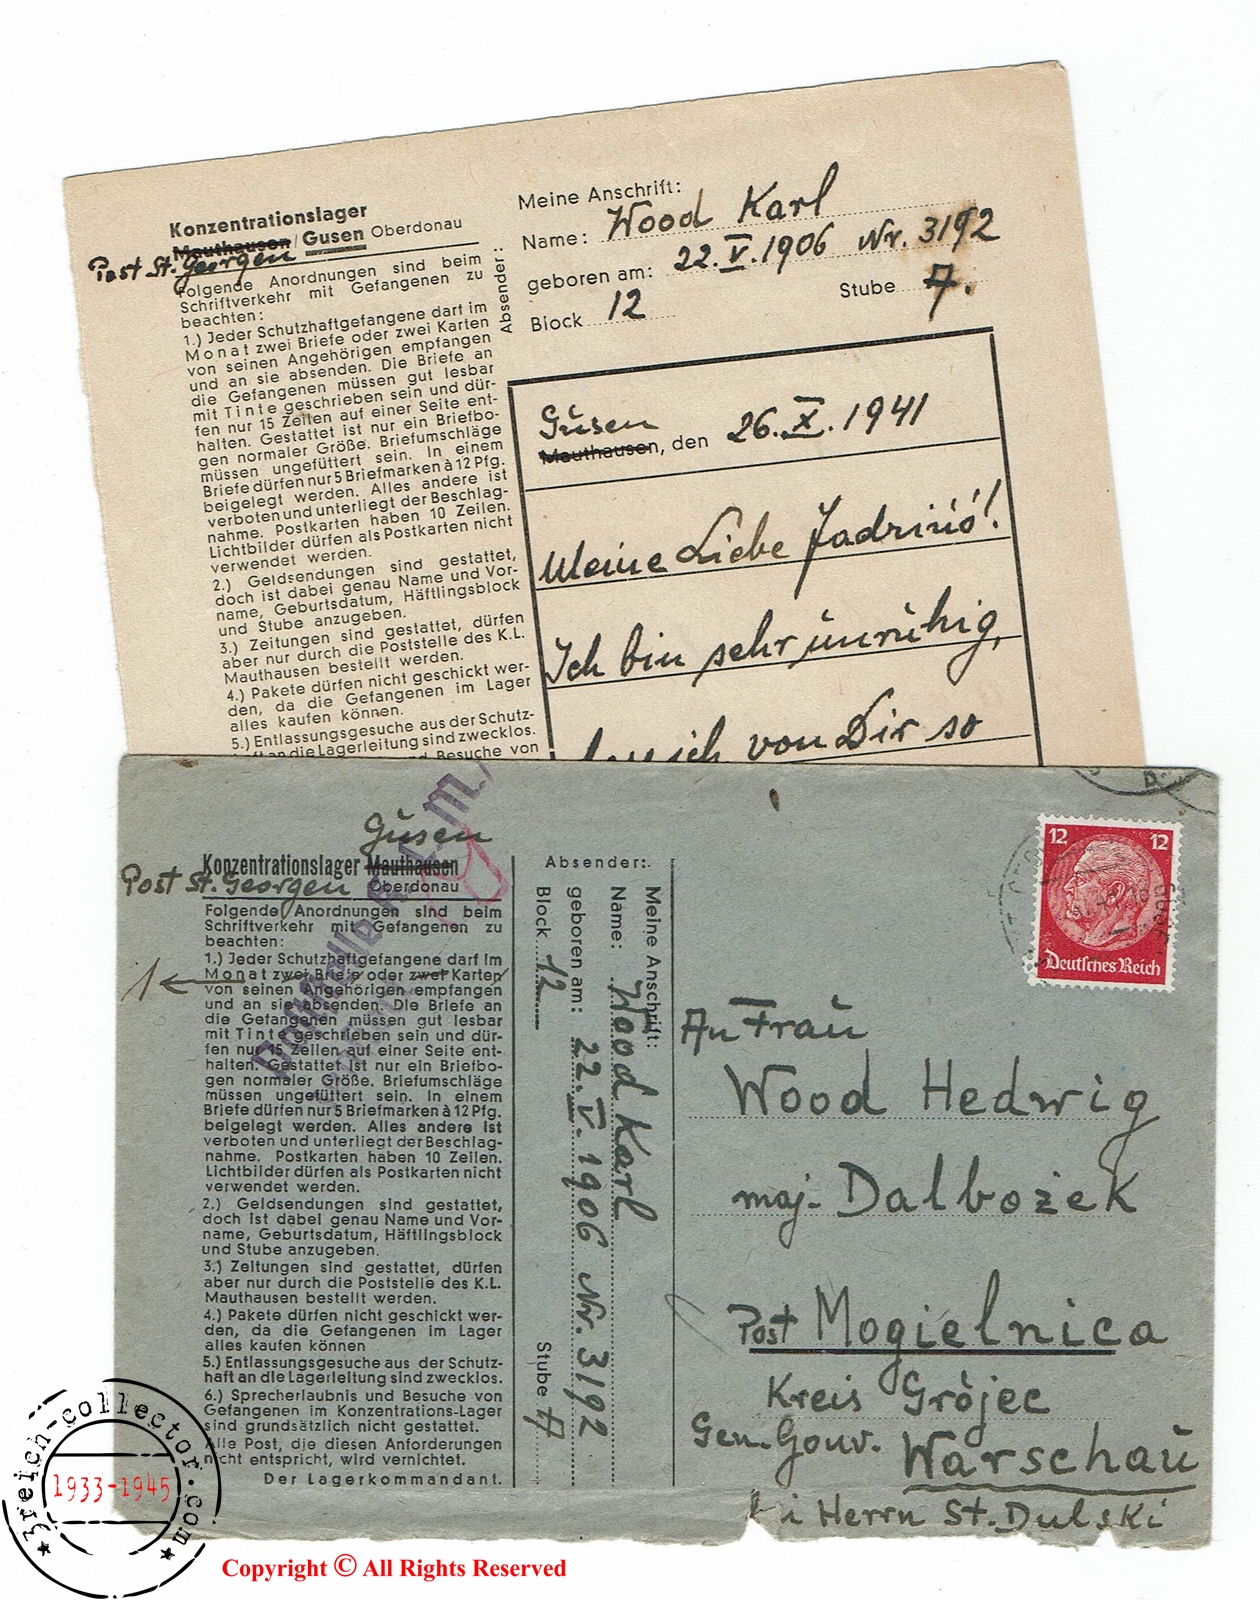 Konzentrationslager
Mauthausen / Gusen Oberdonau
Post St. Georgen
Folgende Anordnungen sind beim
Schriftverkehr mit Gefangenen zu
beachten:
1.) Jeder Schutzhaftgefangene darf im
Monat zwei Briefe oder zwei Karten
von seinen Angehörigen empfangen
und an sie absenden. Die Briefe an
die Gefangenen müssen gut lesbar
mit Tinte geschrieben sein und dür-
fen nur 15 Zeilen auf einer Seite ent-
halten. Gestattet ist nur ein Briefbo-
gen normaler Größe. Briefumschläge
müssen ungefüttert sein. In einem
Briefe dürfen nur 5 Briefmarken à 12 Pfg.
beigelegt werden. Alles andere ist
verboten und unterliegt der Beschlag-
nahme. Postkarten haben 10 Zeilen.
Lichtbilder dürfen als Postkarten nicht
verwendet werden.
2.) Geldsendungen sind gestattet,
doch ist dabei genau Name und Vor-
name, Geburtsdatum, Häftlingsblock
und Stube anzugeben.
3.) Zeitungen sind gestattet, dürfen
aber nur durch die Poststelle des K.L.
Mauthausen bestellt werden.
4.) Pakete dürfen nicht geschickt wer-
den, da die Gefangenen im Lager
alles kaufen können.
5.) Entlassungsgesuche aus der Schutz-
haft an die Lagerleitung sind zwecklos.
Besuche von
Absender:
Meine Anschrift:
Name: Wood Karl
geboren am: 22.V.1906 Nr. 3192
Block 12 Stube A.
Gusen
Mauthausen, den 26.X.1941
Meine Liebe
Ich bin sehr unruhig,
ich von Dir so
Gusen
Konzentrationslager Mauthausen
Post St. Georgen Oberdonau
Folgende Anordnungen sind beim
Schriftverkehr mit Gefangenen zu
beachten:
1.) Jeder Schutzhaftgefangene darf im
1 Monat zwei Briefe oder zwei Karten
von seinen Angehörigen empfangen
und an sie absenden. Die Briefe an
die Gefangenen müssen gut lesbar
mit Tinte geschrieben sein und dür-
fen nur 15 Zeilen auf einer Seite ent-
halten. Gestattet ist nur ein Briefbo-
gen normaler Größe. Briefumschläge
müssen ungefüttert sein. In einem
Briefe dürfen nur 5 Briefmarken à 12 Pfg.
beigelegt werden. Alles andere ist
verboten und unterliegt der Beschlag-
nahme. Postkarten haben 10 Zeilen.
Lichtbilder dürfen als Postkarten nicht
verwendet werden.
2.) Geldsendungen sind gestattet,
doch ist dabei genau Name und Vor-
name, Geburtsdatum, Häftlingsblock
und Stube anzugeben.
3.) Zeitungen sind gestattet, dürfen
aber nur durch die Poststelle des K.L.
Mauthausen bestellt werden.
4.) Pakete dürfen nicht geschickt wer-
den, da die Gefangenen im Lager
alles kaufen können
5.) Entlassungsgesuche aus der Schutz-
haft an die Lagerleitung sind zwecklos.
6.) Sprecherlaubnis und Besuche von
Gefangenen im Konzentrations-Lager
sind grundsätzlich nicht gestattet.
Alle Post, die diesen Anforderungen
nicht entspricht, wird vernichtet.
Der Lagerkommandant.
Absender:
Meine Anschrift:
Name: Wood Karl
geboren am: 22.V.1906 Nr. 3192
Block 12 Stube A
12 12
Deutsches Reich
An Frau
Wood Hedwig
maj. Dalbożek
Post Mogielnica
Kreis Grójec
Gen. Gouv. Warschau
bei Herrn St. Dulski
3reich-collector.com
1933-1945
Copyright © All Rights Reserved